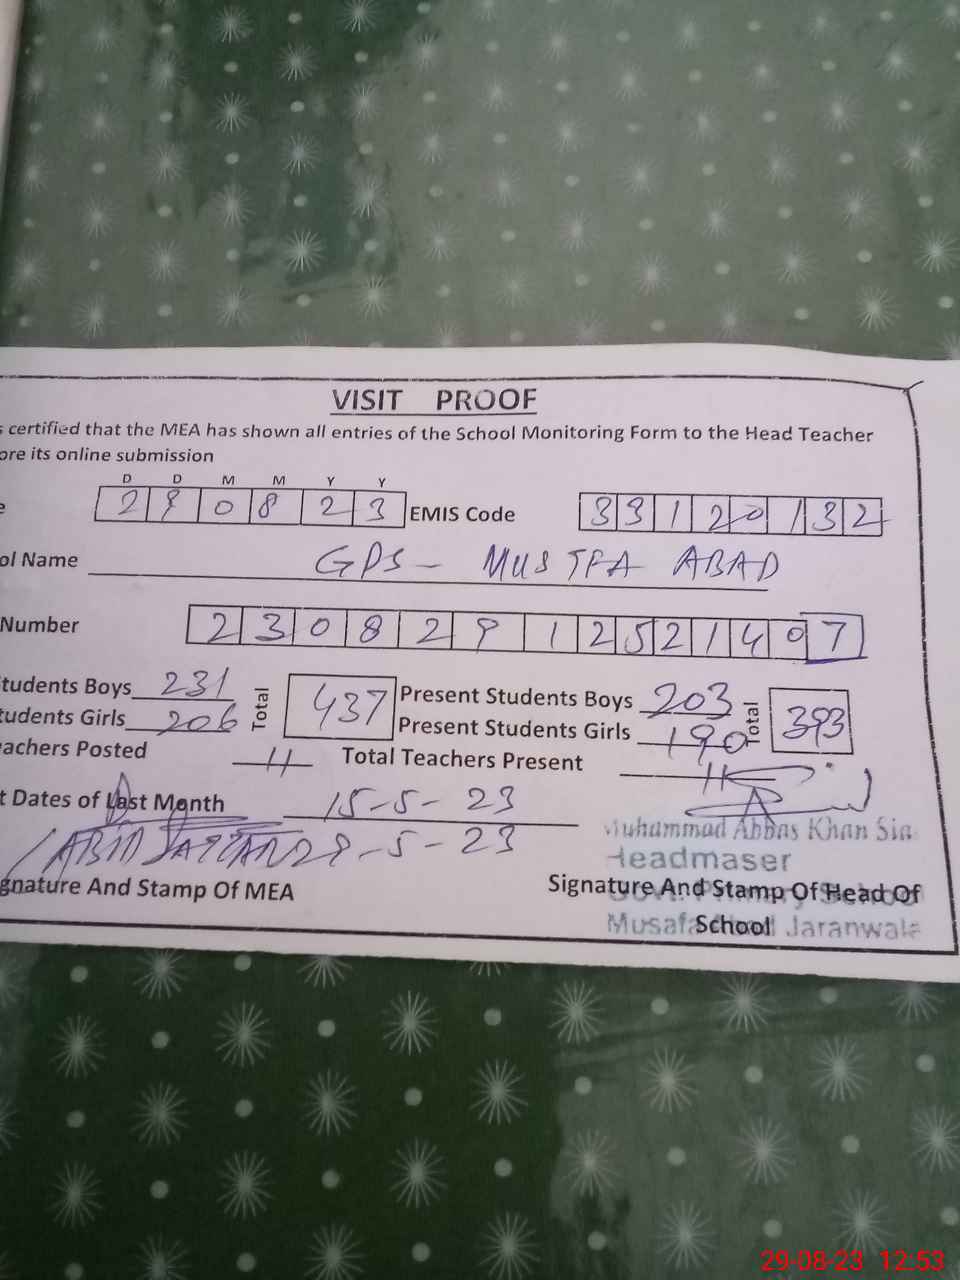 VISIT PROOF
certified that the MEA has shown all entries of the School Monitoring Form to the Head Teacher
ore its online submission
D D M M Y Y
2 9 0 8 2 3 EMIS Code 3 3 1 2 0 1 3 2
ol Name GPS - MUSTFA ABAD
Number 2 3 0 8 2 9 1 2 5 2 1 4 0 7
tudents Boys 231 Total 437 Present Students Boys 203 Total 393
tudents Girls 206 Present Students Girls 190
achers Posted 11 Total Teachers Present 11
t Dates of Last Month 15-5-23
29-5-23
Muhammad Abbas Khan Sia
Headmaser
gnature And Stamp Of MEA Signature And Stamp Of Head Of
School
Jaranwala
29-08-23 12:53